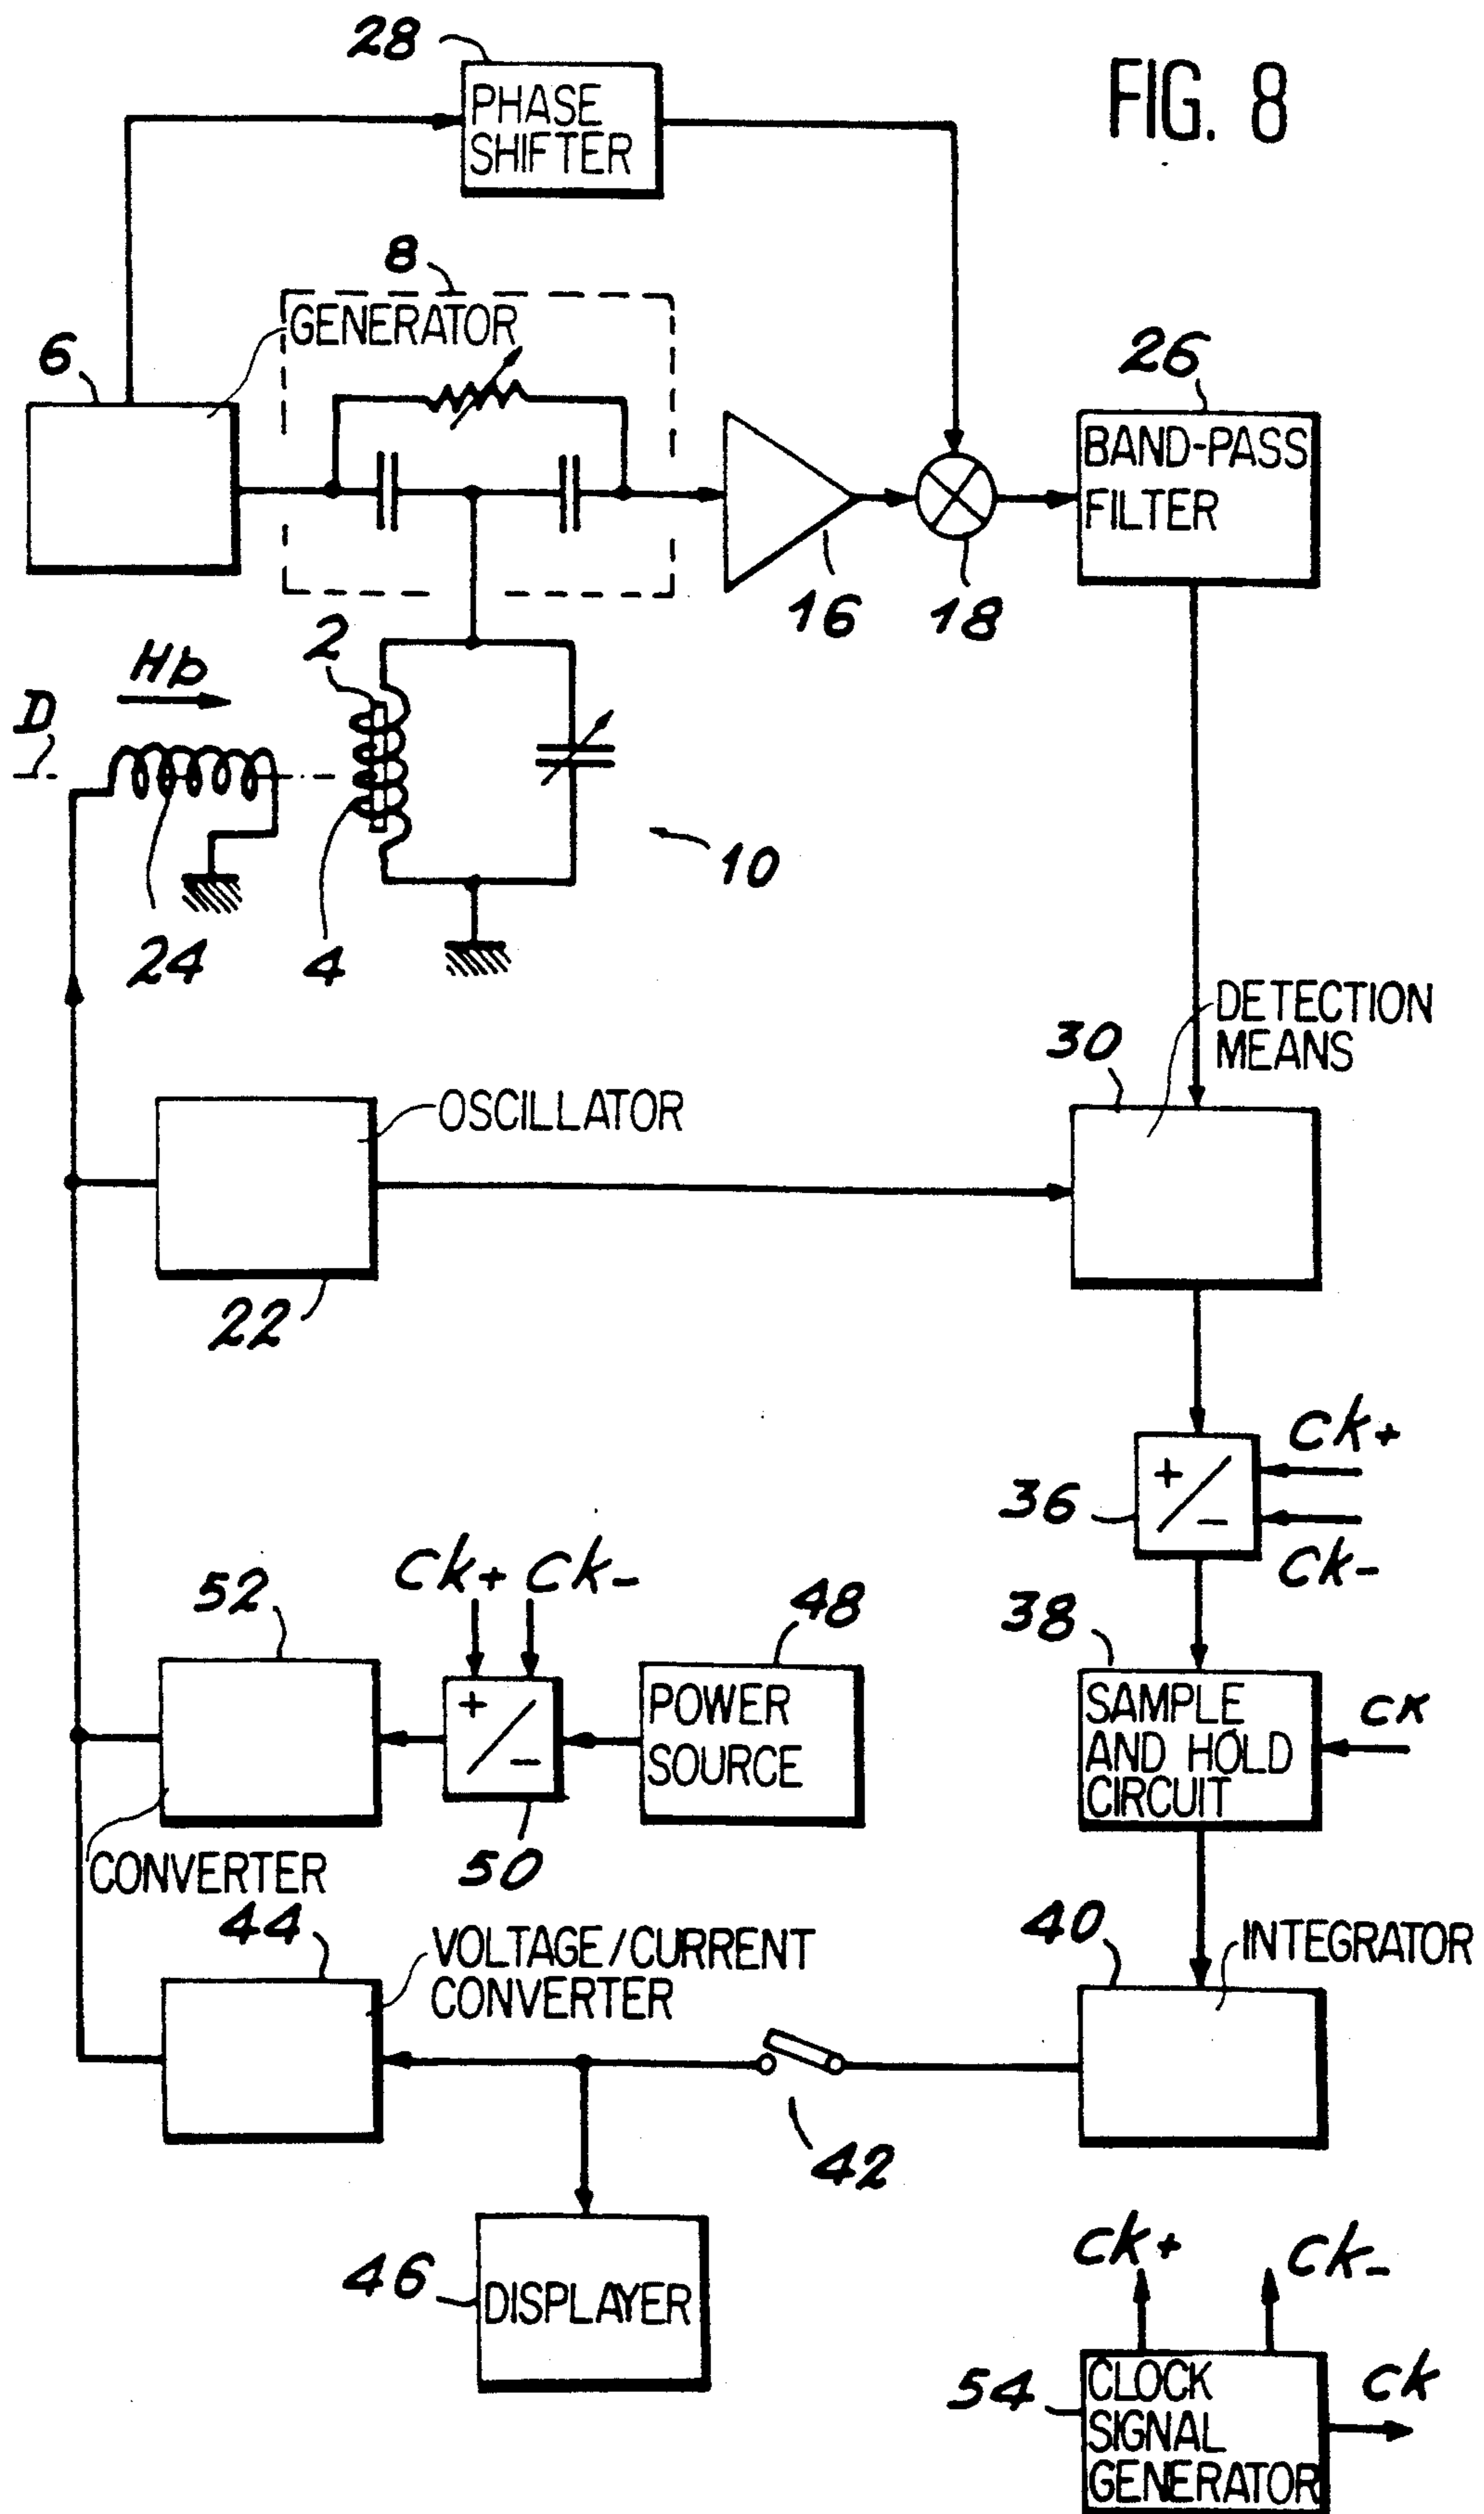 28
PHASE
SHIFTER
FIG. 8
8
GENERATOR
6
26
BAND-PASS
FILTER
16
18
2
Hb
D
10
24
4
DETECTION
MEANS
30
OSCILLATOR
22
Ck+
+
36
-
Ck-
52
Ck+ Ck-
48
38
+
-
POWER
SOURCE
SAMPLE
AND HOLD
CIRCUIT
CK
50
CONVERTER
44
VOLTAGE/CURRENT
CONVERTER
40
INTEGRATOR
42
46
DISPLAYER
Ck+
Ck-
54
CLOCK
SIGNAL
GENERATOR
Ck